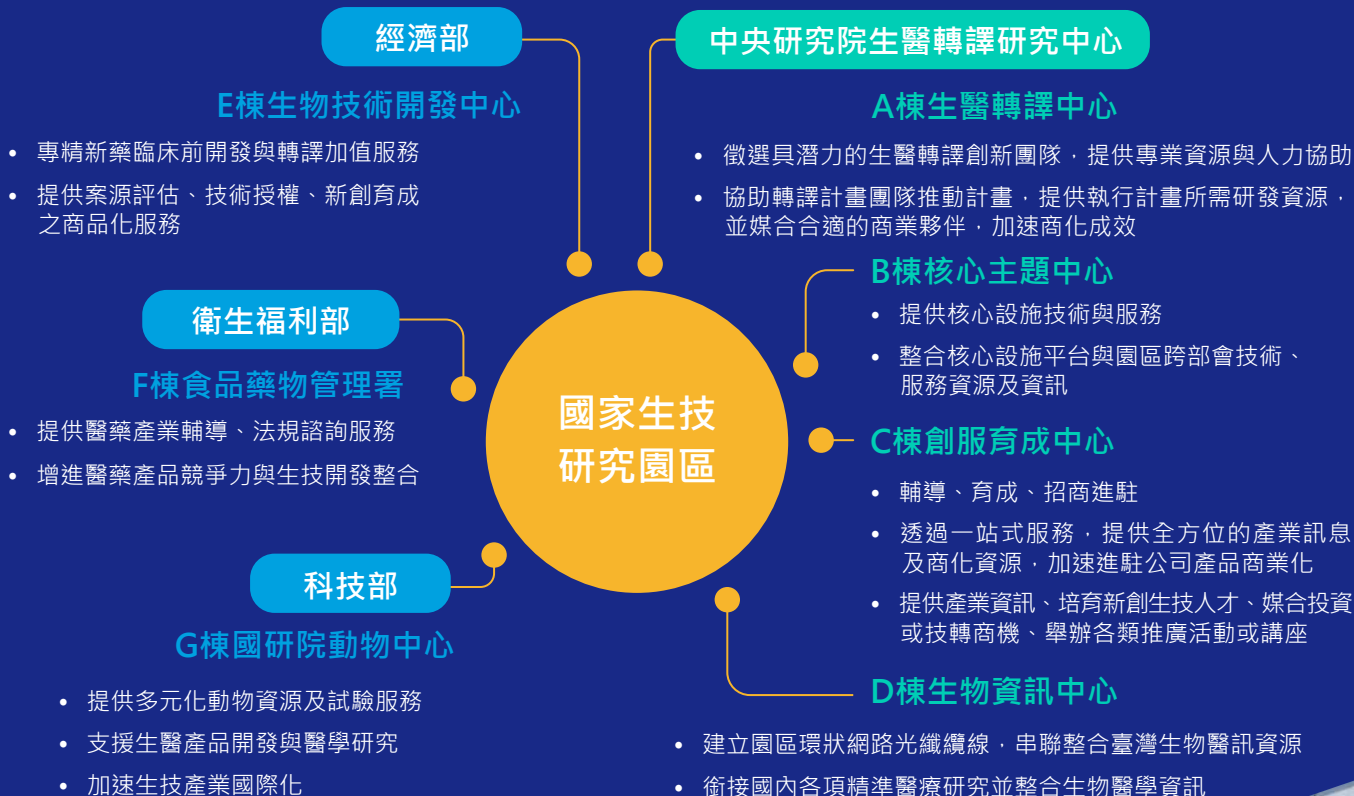 經濟部
E棟生物技術開發中心
• 專精新藥臨床前開發與轉譯加值服務
• 提供案源評估、技術授權、新創育成
之商品化服務
衛生福利部
F棟食品藥物管理署
• 提供醫藥產業輔導、法規諮詢服務
• 增進醫藥產品競爭力與生技開發整合
科技部
G棟國研院動物中心
• 提供多元化動物資源及試驗服務
• 支援生醫產品開發與醫學研究
• 加速生技產業國際化
國家生技
研究園區
中央研究院生醫轉譯研究中心
A棟生醫轉譯中心
• 徵選具潛力的生醫轉譯創新團隊，提供專業資源與人力協助
• 協助轉譯計畫團隊推動計畫，提供執行計畫所需研發資源，
並媒合合適的商業夥伴，加速商化成效
B棟核心主題中心
• 提供核心設施技術與服務
• 整合核心設施平台與園區跨部會技術、
服務資源及資訊
C棟創服育成中心
• 輔導、育成、招商進駐
• 透過一站式服務，提供全方位的產業訊息
及商化資源，加速進駐公司產品商業化
• 提供產業資訊、培育新創生技人才、媒合投資
或技轉商機、舉辦各類推廣活動或講座
D棟生物資訊中心
• 建立園區環狀網路光纖纜線，串聯整合臺灣生物醫訊資源
• 銜接國內各項精準醫療研究並整合生物醫學資訊